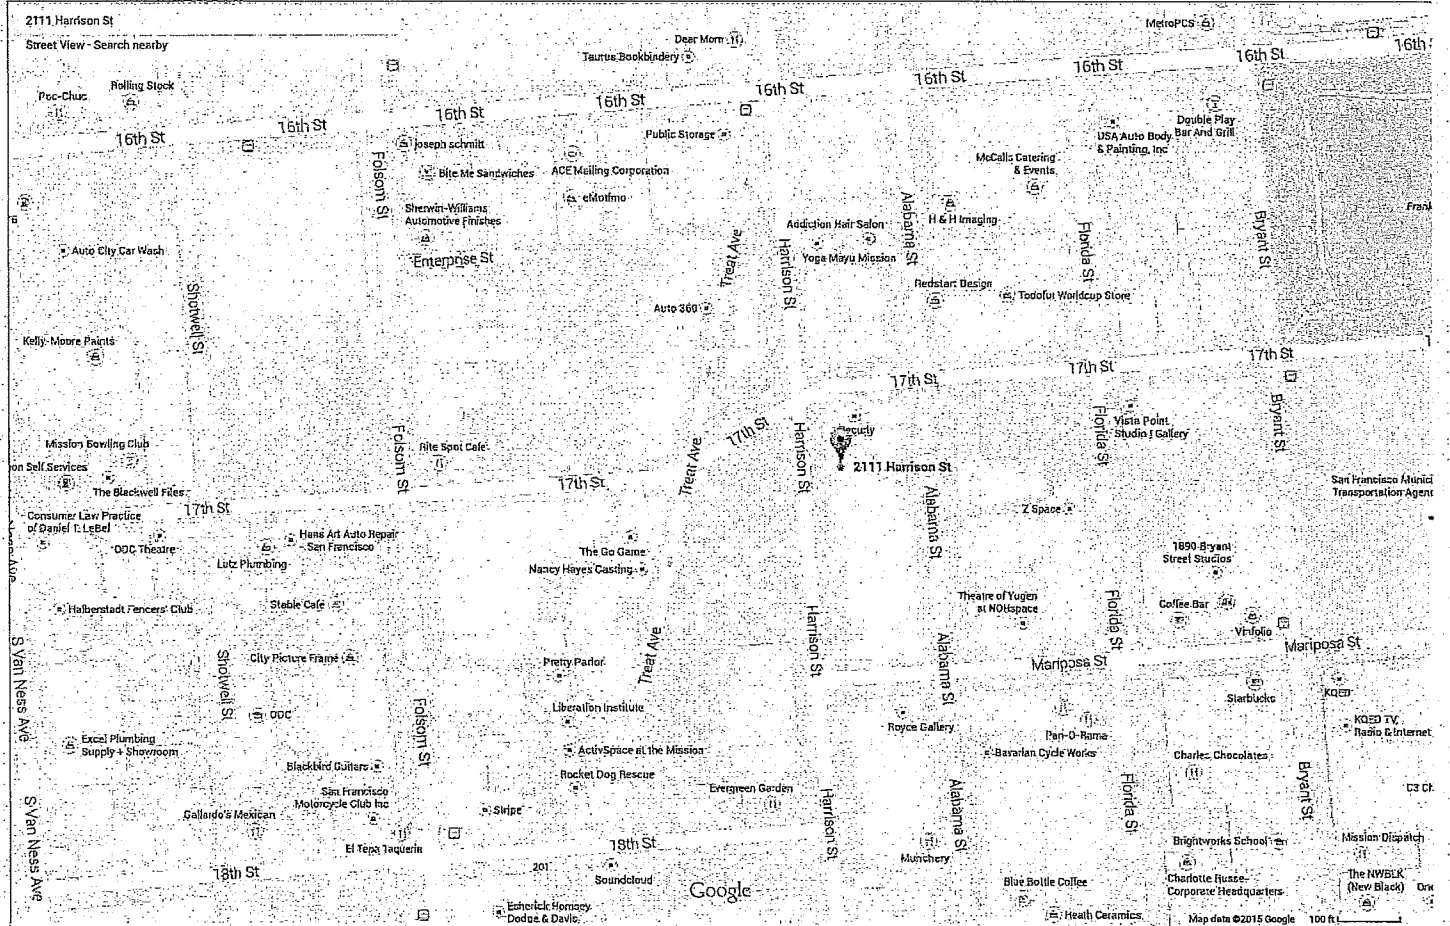 2111 Harrison St
Street View - Search nearby
MetroPCS
Dear Mom
Taurus Bookbindery
16th St
16th St
16th St
16th St
16th St
16th St
16th St
16th St
Rolling Stock
Poc-Chuc
Public Storage
Double Play
Bar And Grill
USA Auto Body
& Painting, Inc
joseph schmitt
Bite Me Sandwiches
ACE Mailing Corporation
eMotimo
McCalls Catering
& Events
Folsom St
Sherwin-Williams
Automotive Finishes
Enterprise St
Auto City Car Wash
Shotwell St
Treat Ave
Harrison St
Addiction Hair Salon
Yoga Mayu Mission
Alabama St
H & H Imaging
Florida St
Bryant St
Redstart Design
Todoful Worldcup Store
Auto 360
Kelly-Moore Paints
17th St
17th St
17th St
17th St
17th St
17th St
Mission Bowling Club
on Self Services
The Blackwell Files
Folsom St
Rite Spot Cafe
Treat Ave
Harrison St
2111 Harrison St
Florida St
Vista Point
Studio | Gallery
Bryant St
San Francisco Munici
Transportation Agen
Consumer Law Practice
of Daniel T. LeBel
ODC Theatre
Hans Art Auto Repair
- San Francisco
Lutz Plumbing
The Go Game
Nancy Hayes Casting
Alabama St
Z Space
1890 Bryant
Street Studios
Halberstadt Fencers' Club
Stable Cafe
Theatre of Yugen
at NOHspace
Coffee Bar
Vinfolio
Florida St
Harrison St
Alabama St
Mariposa St
Mariposa St
S Van Ness Ave
Shotwell St
City Picture Frame
Pretty Parlor
Treat Ave
Starbucks
KQED
KQED TV,
Radio & Internet
ODC
Liberation Institute
Royce Gallery
Pan-O-Rama
Bavarian Cycle Works
Excel Plumbing
Supply + Showroom
Folsom St
ActivSpace at the Mission
Rocket Dog Rescue
Charles Chocolates
Blackbird Guitars
San Francisco
Motorcycle Club Inc
Stripe
Evergreen Garden
Harrison St
Alabama St
Florida St
Bryant St
S Van Ness Ave
Gallardo's Mexican
El Tepa Taqueria
18th St
18th St
201
Soundcloud
Munchery
Brightworks School
Mission Dispatch
Charlotte Russe-
Corporate Headquarters
The NWBLK
(New Black)
Blue Bottle Coffee
Heath Ceramics
Esherick Homsey
Dodge & Davis
Google
Map data ©2015 Google
100 ft